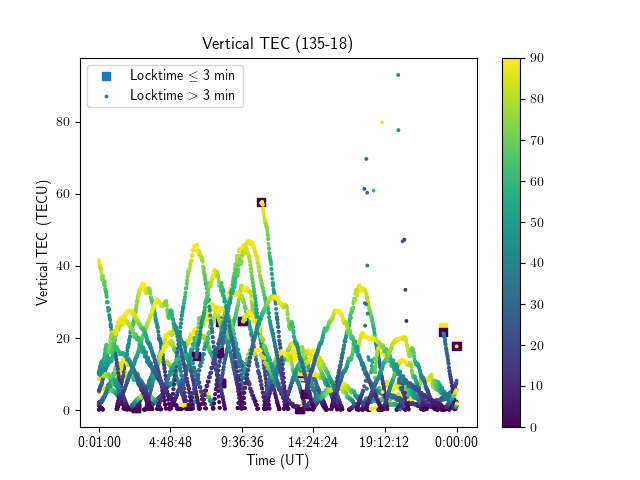 Vertical TEC (135-18)
Locktime ≤ 3 min
Locktime > 3 min
Vertical TEC (TECU)
80
60
40
20
0
0:01:00 4:48:48 9:36:36 14:24:24 19:12:12 0:00:00
Time (UT)
90
80
70
60
50
40
30
20
10
0